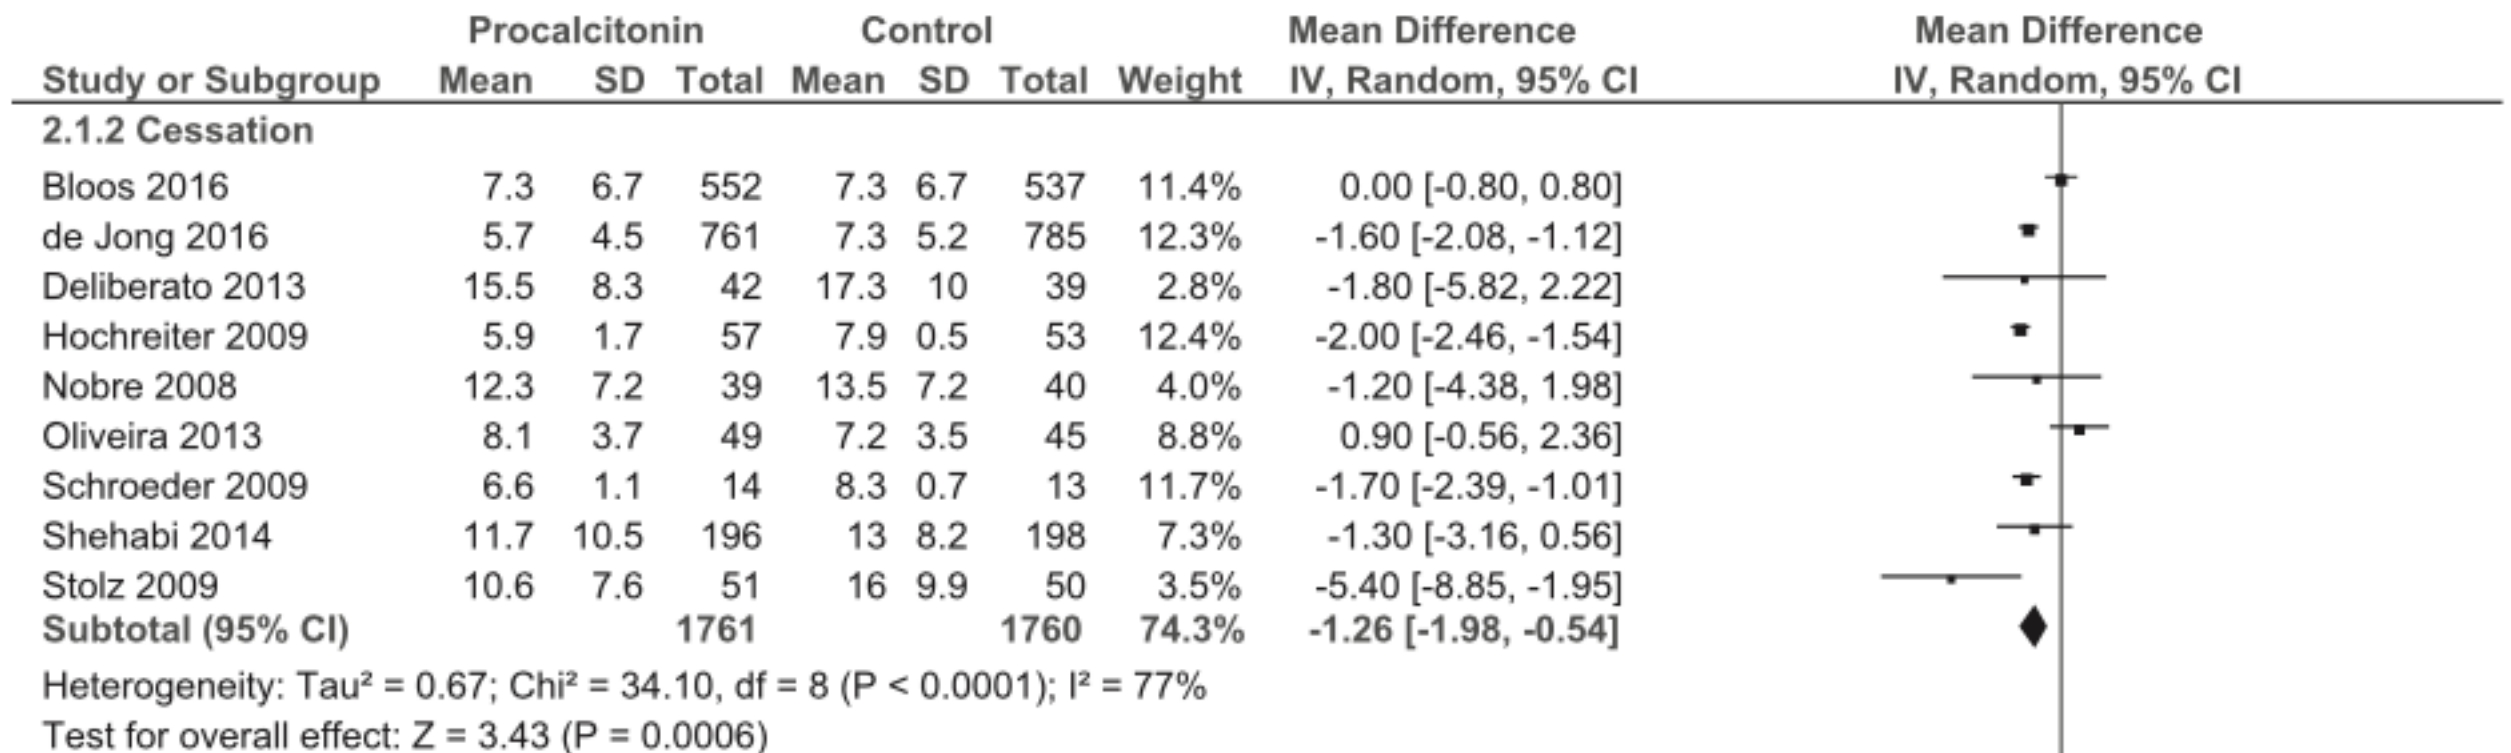 Procalcitonin Control Mean Difference Mean Difference
Study or Subgroup Mean SD Total Mean SD Total Weight IV, Random, 95% CI IV, Random, 95% CI
2.1.2 Cessation
Bloos 2016 7.3 6.7 552 7.3 6.7 537 11.4% 0.00 [-0.80, 0.80]
de Jong 2016 5.7 4.5 761 7.3 5.2 785 12.3% -1.60 [-2.08, -1.12]
Deliberato 2013 15.5 8.3 42 17.3 10 39 2.8% -1.80 [-5.82, 2.22]
Hochreiter 2009 5.9 1.7 57 7.9 0.5 53 12.4% -2.00 [-2.46, -1.54]
Nobre 2008 12.3 7.2 39 13.5 7.2 40 4.0% -1.20 [-4.38, 1.98]
Oliveira 2013 8.1 3.7 49 7.2 3.5 45 8.8% 0.90 [-0.56, 2.36]
Schroeder 2009 6.6 1.1 14 8.3 0.7 13 11.7% -1.70 [-2.39, -1.01]
Shehabi 2014 11.7 10.5 196 13 8.2 198 7.3% -1.30 [-3.16, 0.56]
Stolz 2009 10.6 7.6 51 16 9.9 50 3.5% -5.40 [-8.85, -1.95]
Subtotal (95% CI) 1761 1760 74.3% -1.26 [-1.98, -0.54]
Heterogeneity: Tau² = 0.67; Chi² = 34.10, df = 8 (P < 0.0001); I² = 77%
Test for overall effect: Z = 3.43 (P = 0.0006)